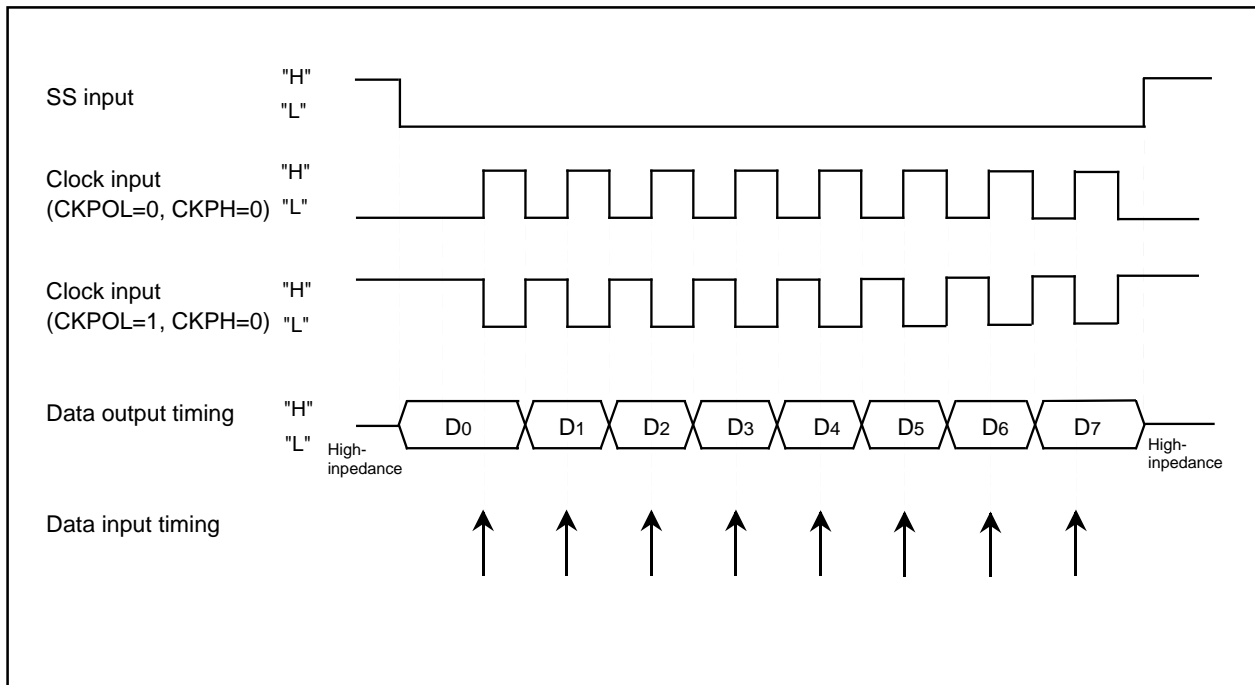 SS input
"H"
"L"
Clock input
(CKPOL=0, CKPH=0)
"H"
"L"
Clock input
(CKPOL=1, CKPH=0)
"H"
"L"
Data output timing
"H"
"L"
High-
inpedance
D0
D1
D2
D3
D4
D5
D6
D7
High-
inpedance
Data input timing